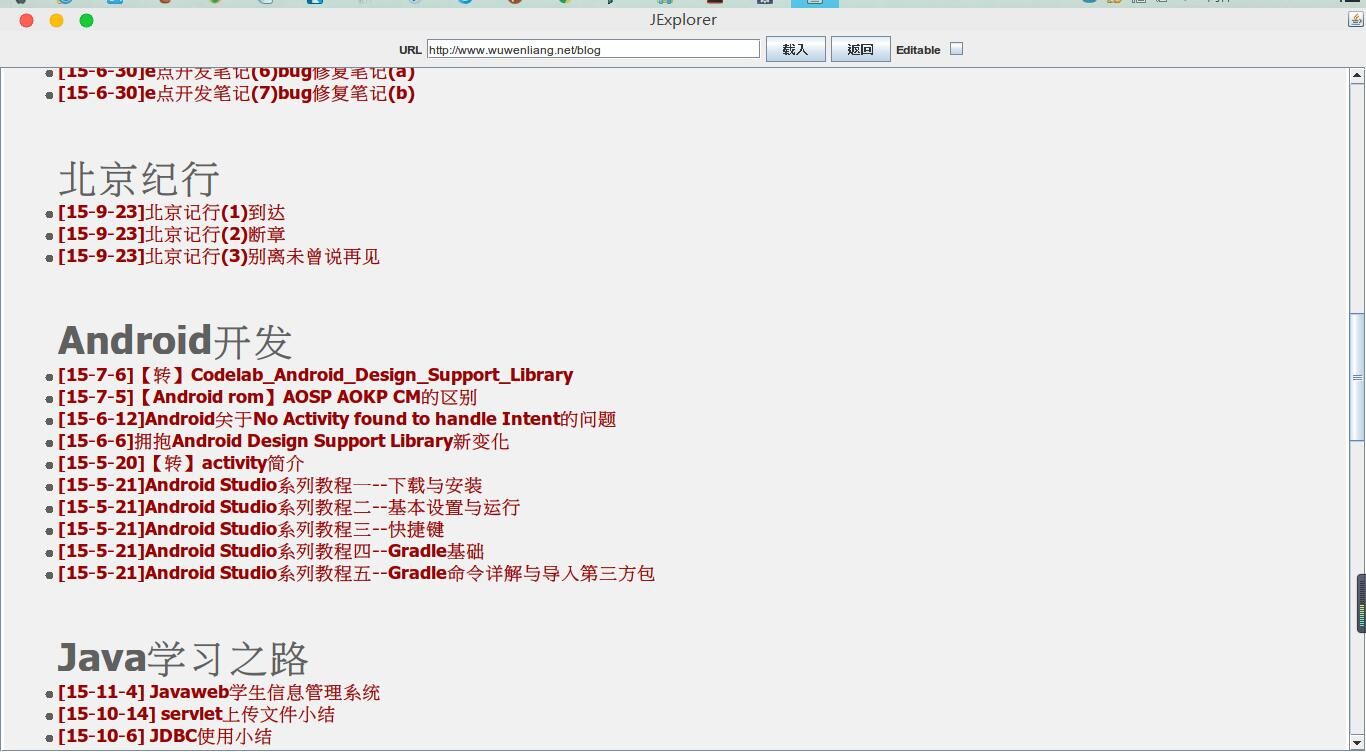 JExplorer
URL http://www.wuwenliang.net/blog 载入 返回 Editable
[15-6-30]e点开发笔记(6)bug修复笔记(a)
[15-6-30]e点开发笔记(7)bug修复笔记(b)
北京纪行
[15-9-23]北京记行(1)到达
[15-9-23]北京记行(2)断章
[15-9-23]北京记行(3)别离未曾说再见
Android开发
[15-7-6]【转】Codelab_Android_Design_Support_Library
[15-7-5]【Android rom】AOSP AOKP CM的区别
[15-6-12]Android关于No Activity found to handle Intent的问题
[15-6-6]拥抱Android Design Support Library新变化
[15-5-20]【转】activity简介
[15-5-21]Android Studio系列教程一--下载与安装
[15-5-21]Android Studio系列教程二--基本设置与运行
[15-5-21]Android Studio系列教程三--快捷键
[15-5-21]Android Studio系列教程四--Gradle基础
[15-5-21]Android Studio系列教程五--Gradle命令详解与导入第三方包
Java学习之路
[15-11-4] Javaweb学生信息管理系统
[15-10-14] servlet上传文件小结
[15-10-6] JDBC使用小结